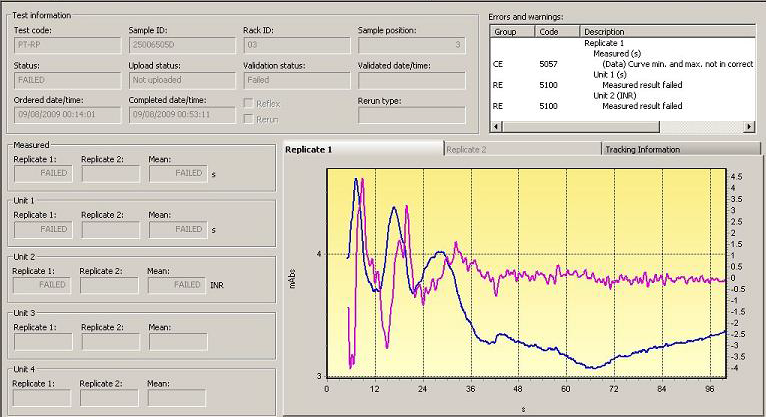 Test information
Test code: Sample ID: Rack ID: Sample position:
PT-RP 25006505D 03 3
Status: Upload status: Validation status: Validated date/time:
FAILED Not uploaded Failed
Ordered date/time: Completed date/time: Reflex Rerun type:
09/08/2009 00:14:01 09/08/2009 00:53:11 Rerun
Errors and warnings:
Group Code Description
Replicate 1
Measured (s)
CE 5057 (Data) Curve min. and max. not in correct
Unit 1 (s)
RE 5100 Measured result failed
Unit 2 (INR)
RE 5100 Measured result failed
Measured
Replicate 1: Replicate 2: Mean:
FAILED FAILED s
Unit 1
Replicate 1: Replicate 2: Mean:
FAILED FAILED s
Unit 2
Replicate 1: Replicate 2: Mean:
FAILED FAILED INR
Unit 3
Replicate 1: Replicate 2: Mean:
Unit 4
Replicate 1: Replicate 2: Mean:
Replicate 1 Replicate 2 Tracking Information
mAbs
4
3
4.5
4
3.5
3
2.5
2
1.5
1
0.5
0
-0.5
-1
-1.5
-2
-2.5
-3
-3.5
-4
0 12 24 36 48 60 72 84 96
s